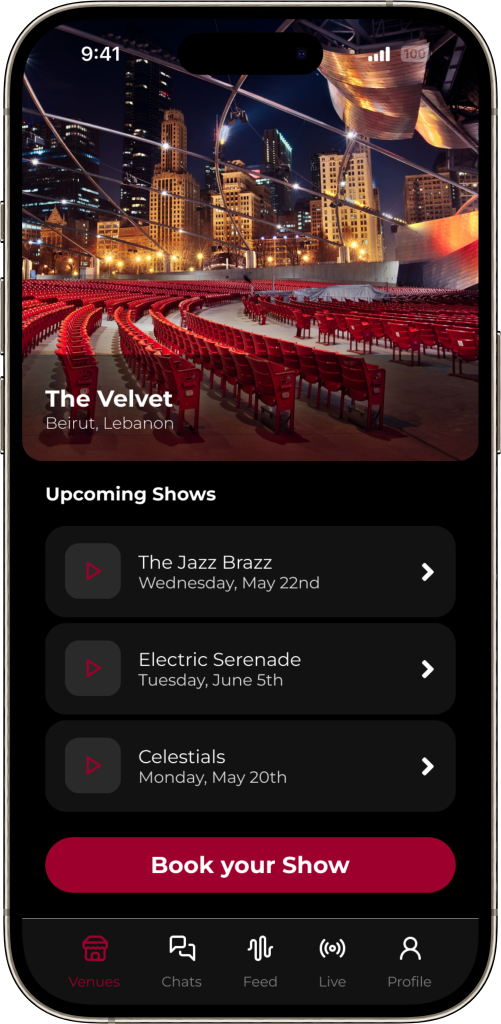 9:41
100
The Velvet
Beirut, Lebanon
Upcoming Shows
The Jazz Brazz
Wednesday, May 22nd
Electric Serenade
Tuesday, June 5th
Celestials
Monday, May 20th
Book your Show
Venues Chats Feed Live Profile